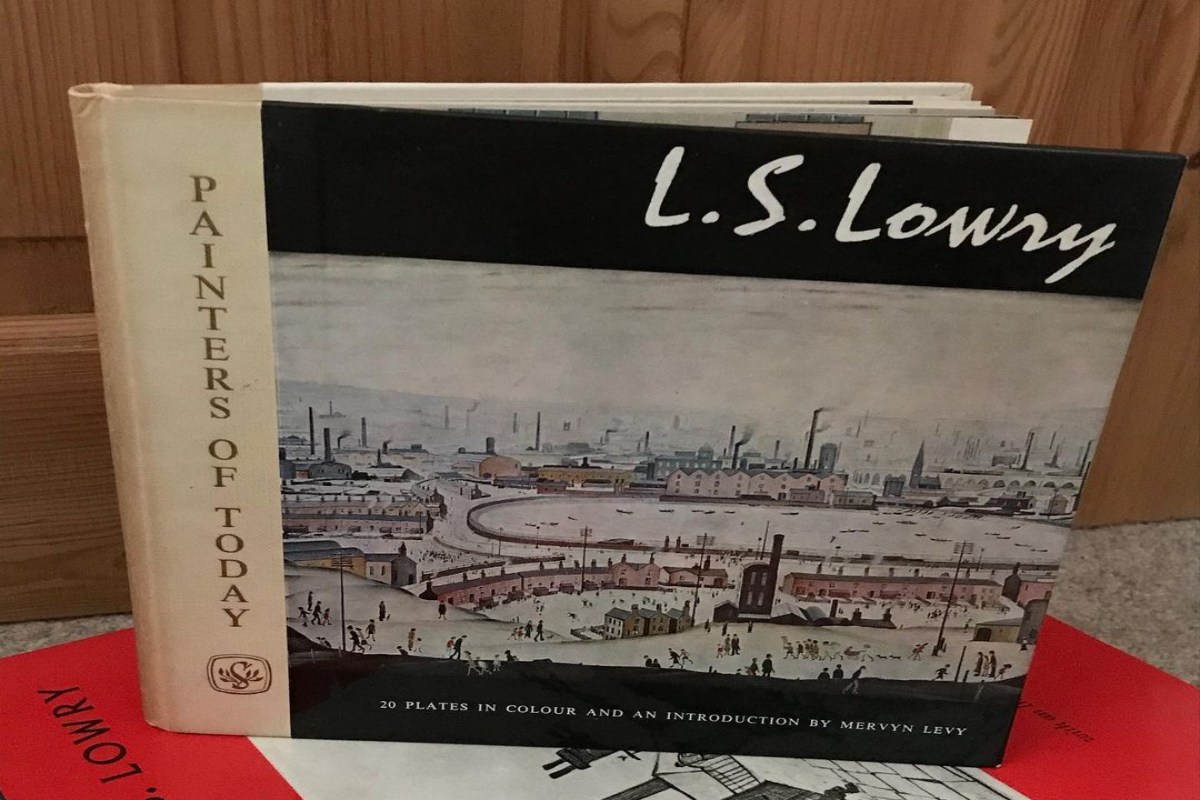 L.S. Lowry
PAINTERS OF TODAY
20 PLATES IN COLOUR AND AN INTRODUCTION BY MERVYN LEVY
S. LOWRY